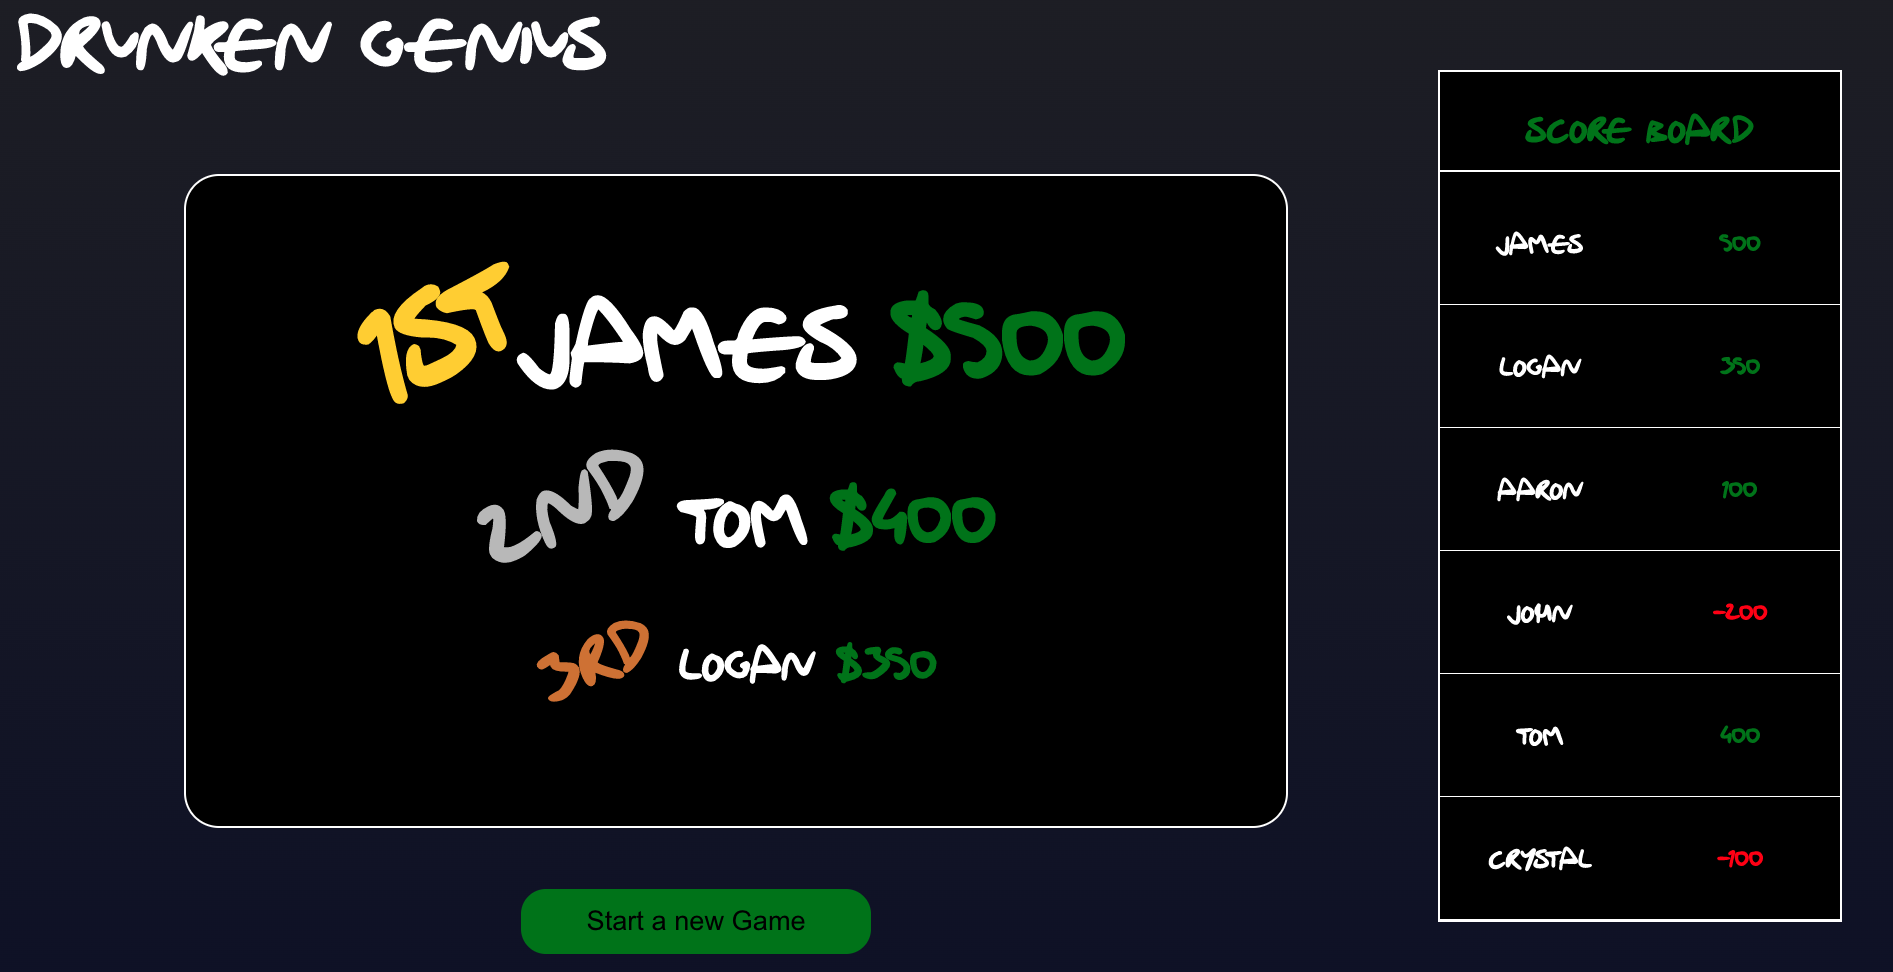 DRUNKEN GENIUS
1ST JAMES $500
2ND TOM $400
3RD LOGAN $350
Start a new Game
SCORE BOARD
JAMES 500
LOGAN 350
AARON 100
JOHN -200
TOM 400
CRYSTAL -100